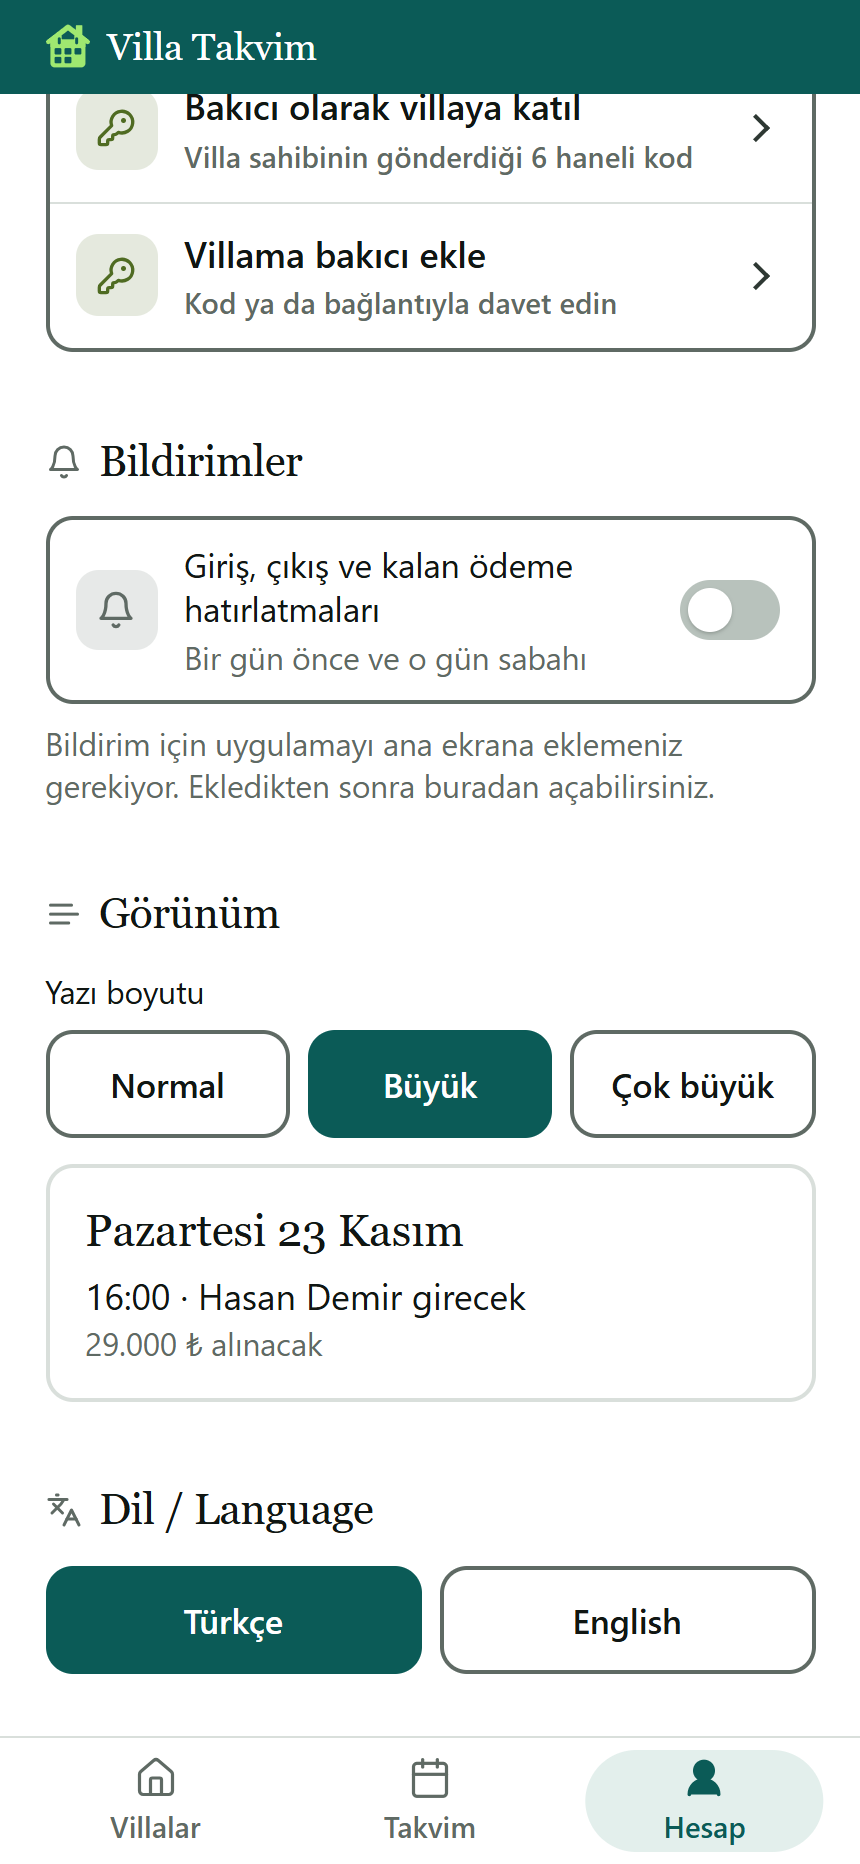 Villa Takvim
Bakıcı olarak villaya katıl
Villa sahibinin gönderdiği 6 haneli kod
Villama bakıcı ekle
Kod ya da bağlantıyla davet edin
Bildirimler
Giriş, çıkış ve kalan ödeme
hatırlatmaları
Bir gün önce ve o gün sabahı
Bildirim için uygulamayı ana ekrana eklemeniz
gerekiyor. Ekledikten sonra buradan açabilirsiniz.
Görünüm
Yazı boyutu
Normal
Büyük
Çok büyük
Pazartesi 23 Kasım
16:00 · Hasan Demir girecek
29.000 ₺ alınacak
Dil / Language
Türkçe
English
Villalar
Takvim
Hesap